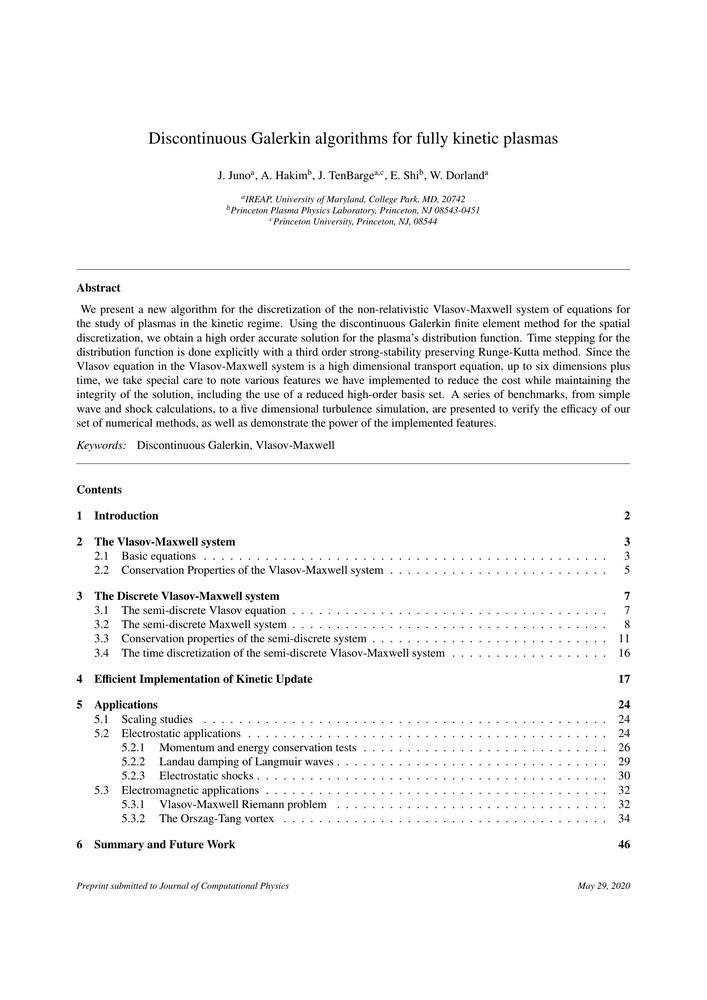 Discontinuous Galerkin algorithms for fully kinetic plasmas
J. Junoᵃ, A. Hakimᵇ, J. TenBargeᵃ,ᶜ, E. Shiᵇ, W. Dorlandᵃ
ᵃIREAP, University of Maryland, College Park, MD, 20742
ᵇPrinceton Plasma Physics Laboratory, Princeton, NJ 08543-0451
ᶜPrinceton University, Princeton, NJ, 08544
Abstract
We present a new algorithm for the discretization of the non-relativistic Vlasov-Maxwell system of equations for
the study of plasmas in the kinetic regime. Using the discontinuous Galerkin finite element method for the spatial
discretization, we obtain a high order accurate solution for the plasma's distribution function. Time stepping for the
distribution function is done explicitly with a third order strong-stability preserving Runge-Kutta method. Since the
Vlasov equation in the Vlasov-Maxwell system is a high dimensional transport equation, up to six dimensions plus
time, we take special care to note various features we have implemented to reduce the cost while maintaining the
integrity of the solution, including the use of a reduced high-order basis set. A series of benchmarks, from simple
wave and shock calculations, to a five dimensional turbulence simulation, are presented to verify the efficacy of our
set of numerical methods, as well as demonstrate the power of the implemented features.
Keywords: Discontinuous Galerkin, Vlasov-Maxwell
Contents
1 Introduction 2
2 The Vlasov-Maxwell system 3
2.1 Basic equations . . . . . . . . . . . . . . . . . . . . . . . . . . . . . . . . . . . . . . . . . . . . 3
2.2 Conservation Properties of the Vlasov-Maxwell system . . . . . . . . . . . . . . . . . . . . . . . . 5
3 The Discrete Vlasov-Maxwell system 7
3.1 The semi-discrete Vlasov equation . . . . . . . . . . . . . . . . . . . . . . . . . . . . . . . . . . 7
3.2 The semi-discrete Maxwell system . . . . . . . . . . . . . . . . . . . . . . . . . . . . . . . . . . 8
3.3 Conservation properties of the semi-discrete system . . . . . . . . . . . . . . . . . . . . . . . . . 11
3.4 The time discretization of the semi-discrete Vlasov-Maxwell system . . . . . . . . . . . . . . . . . 16
4 Efficient Implementation of Kinetic Update 17
5 Applications 24
5.1 Scaling studies . . . . . . . . . . . . . . . . . . . . . . . . . . . . . . . . . . . . . . . . . . . . 24
5.2 Electrostatic applications . . . . . . . . . . . . . . . . . . . . . . . . . . . . . . . . . . . . . . . 24
5.2.1 Momentum and energy conservation tests . . . . . . . . . . . . . . . . . . . . . . . . . . 26
5.2.2 Landau damping of Langmuir waves . . . . . . . . . . . . . . . . . . . . . . . . . . . . . 29
5.2.3 Electrostatic shocks . . . . . . . . . . . . . . . . . . . . . . . . . . . . . . . . . . . . . . 30
5.3 Electromagnetic applications . . . . . . . . . . . . . . . . . . . . . . . . . . . . . . . . . . . . . 32
5.3.1 Vlasov-Maxwell Riemann problem . . . . . . . . . . . . . . . . . . . . . . . . . . . . . 32
5.3.2 The Orszag-Tang vortex . . . . . . . . . . . . . . . . . . . . . . . . . . . . . . . . . . . 34
6 Summary and Future Work 46
Preprint submitted to Journal of Computational Physics May 29, 2020